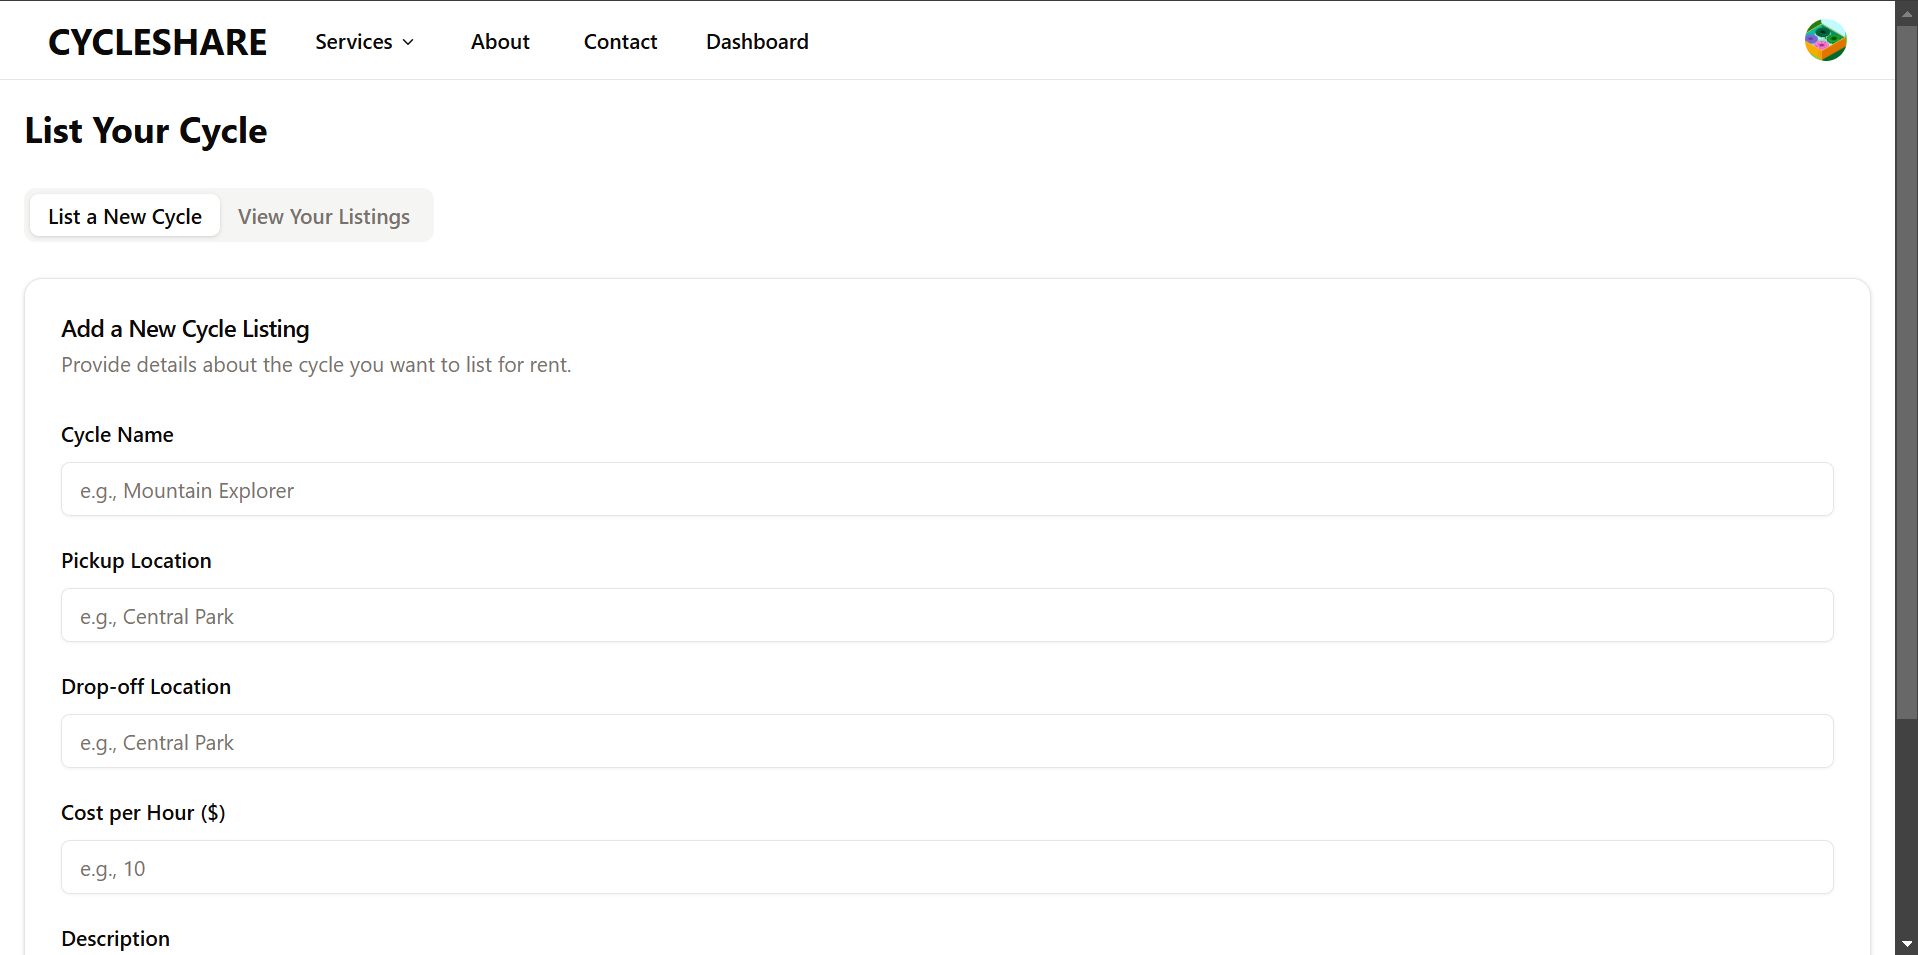 CYCLESHARE Services About Contact Dashboard
List Your Cycle
List a New Cycle View Your Listings
Add a New Cycle Listing
Provide details about the cycle you want to list for rent.
Cycle Name
e.g., Mountain Explorer
Pickup Location
e.g., Central Park
Drop-off Location
e.g., Central Park
Cost per Hour ($)
e.g., 10
Description